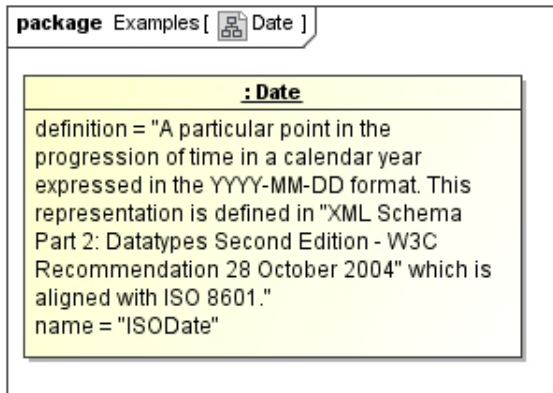 package Examples [ Date ]
: Date
definition = "A particular point in the
progression of time in a calendar year
expressed in the YYYY-MM-DD format. This
representation is defined in "XML Schema
Part 2: Datatypes Second Edition - W3C
Recommendation 28 October 2004" which is
aligned with ISO 8601."
name = "ISODate"